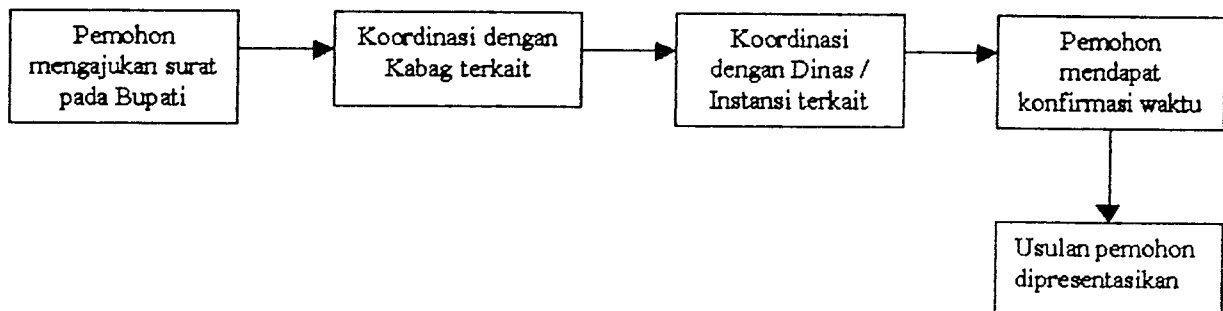 Pemohon
mengajukan surat
pada Bupati
Koordinasi dengan
Kabag terkait
Koordinasi
dengan Dinas /
Instansi terkait
Pemohon
mendapat
konfirmasi waktu
Usulan pemohon
dipresentasikan